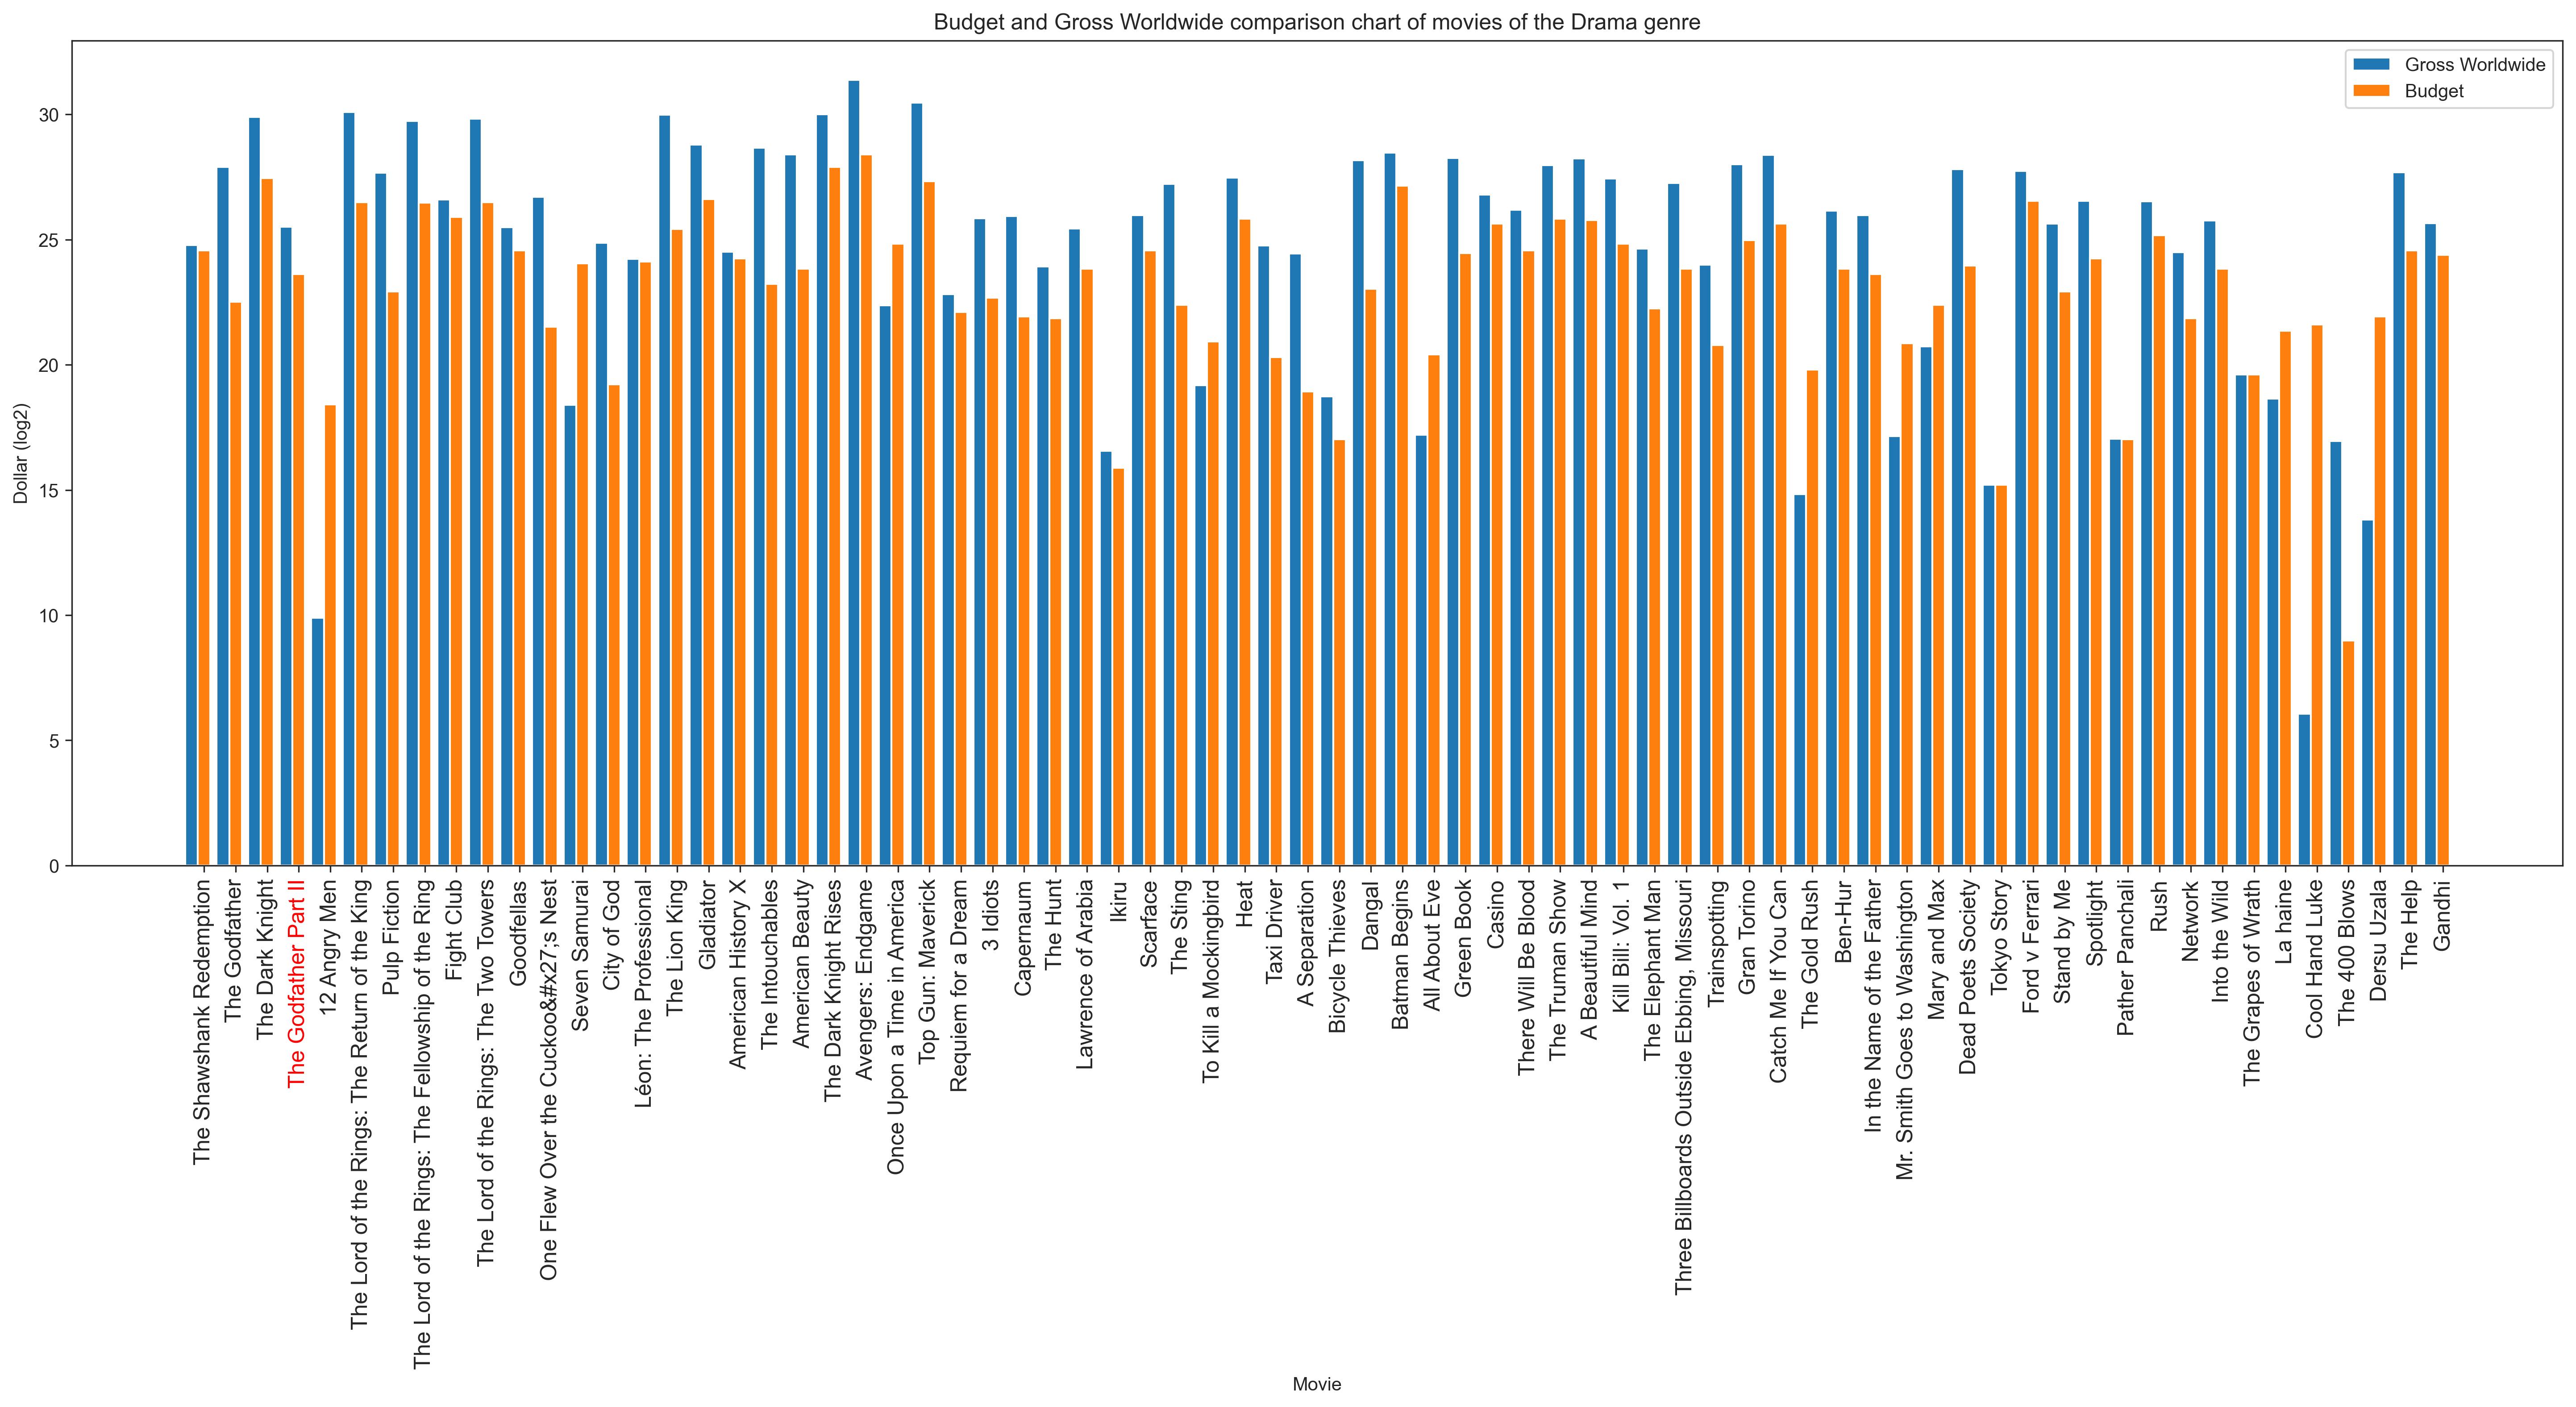 Budget and Gross Worldwide comparison chart of movies of the Drama genre
Gross Worldwide
Budget
Dollar (log2)
30
25
20
15
10
5
0
The Shawshank Redemption
The Godfather
The Dark Knight
The Godfather Part II
12 Angry Men
The Lord of the Rings: The Return of the King
Pulp Fiction
The Lord of the Rings: The Fellowship of the Ring
Fight Club
The Lord of the Rings: The Two Towers
Goodfellas
One Flew Over the Cuckoo&#x27;s Nest
Seven Samurai
City of God
Léon: The Professional
The Lion King
Gladiator
American History X
The Intouchables
American Beauty
The Dark Knight Rises
Avengers: Endgame
Once Upon a Time in America
Top Gun: Maverick
Requiem for a Dream
3 Idiots
Capernaum
The Hunt
Lawrence of Arabia
Ikiru
Scarface
The Sting
To Kill a Mockingbird
Heat
Taxi Driver
A Separation
Bicycle Thieves
Dangal
Batman Begins
All About Eve
Green Book
Casino
There Will Be Blood
The Truman Show
A Beautiful Mind
Kill Bill: Vol. 1
The Elephant Man
Three Billboards Outside Ebbing, Missouri
Trainspotting
Gran Torino
Catch Me If You Can
The Gold Rush
Ben-Hur
In the Name of the Father
Mr. Smith Goes to Washington
Mary and Max
Dead Poets Society
Tokyo Story
Ford v Ferrari
Stand by Me
Spotlight
Pather Panchali
Rush
Network
Into the Wild
The Grapes of Wrath
La haine
Cool Hand Luke
The 400 Blows
Dersu Uzala
The Help
Gandhi
Movie